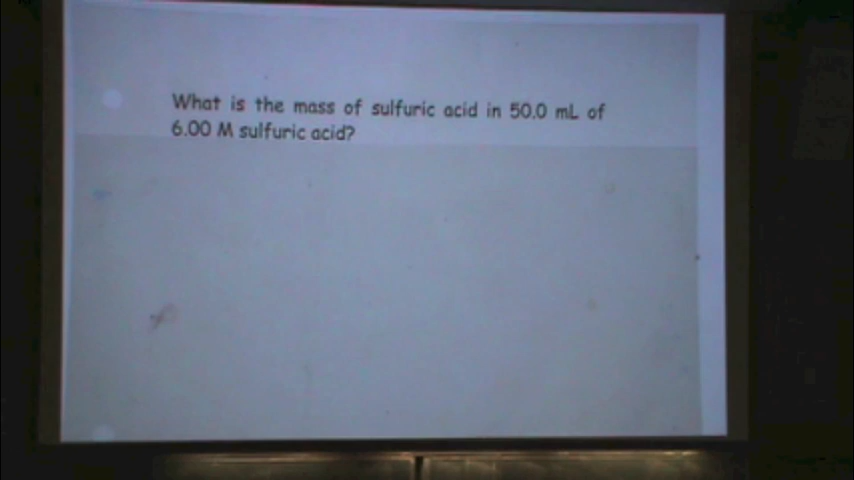 What is the mass of sulfuric acid in 50.0 mL of
6.00 M sulfuric acid?